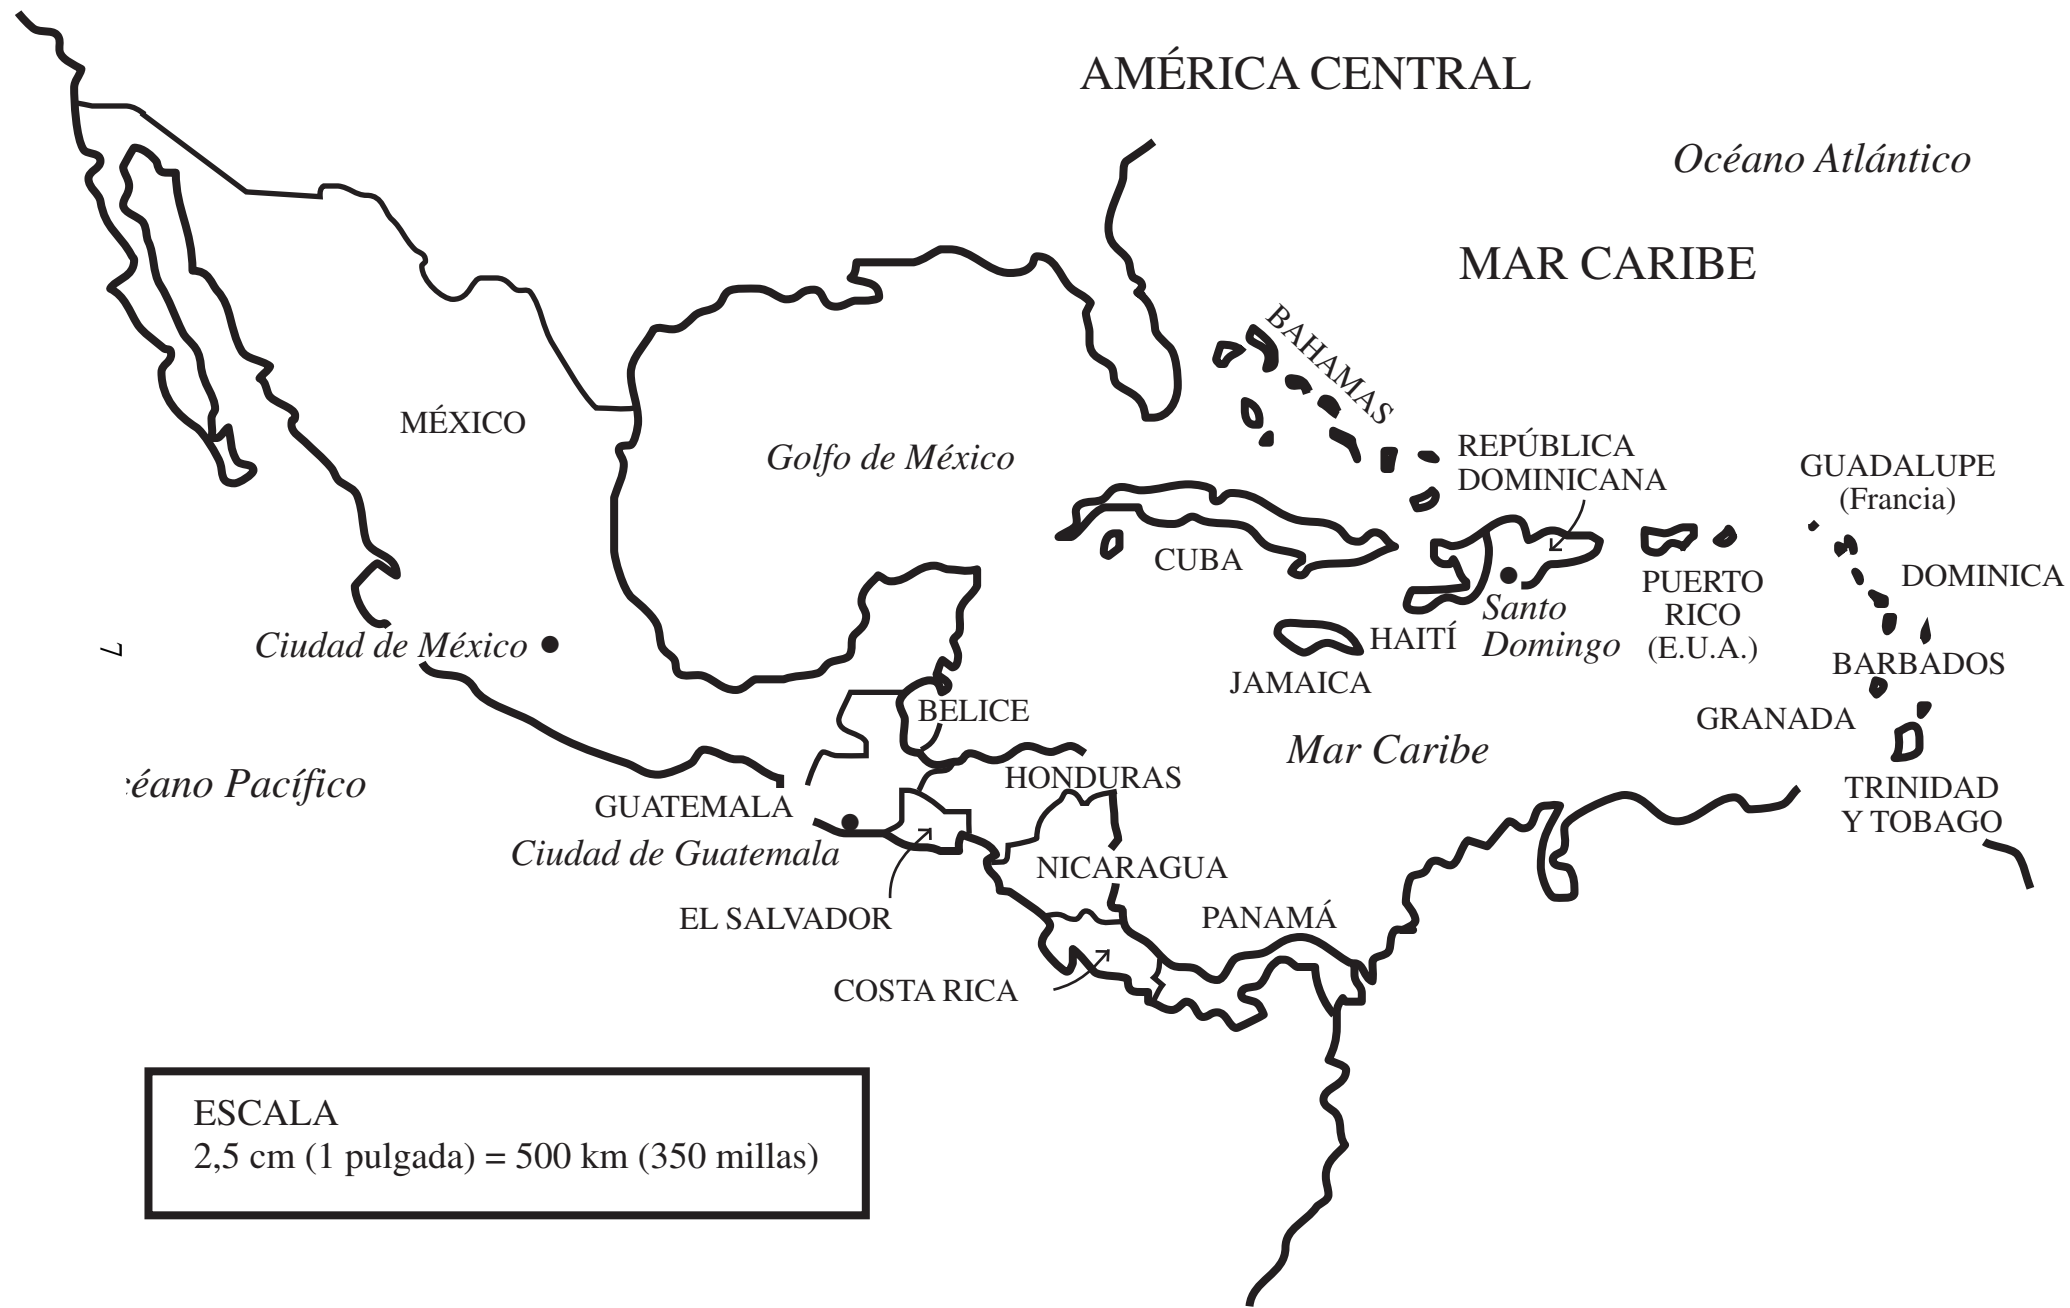 AMÉRICA CENTRAL
Océano Atlántico
MAR CARIBE
BAHAMAS
MÉXICO
Golfo de México
REPÚBLICA
DOMINICANA
GUADALUPE
(Francia)
CUBA
DOMINICA
PUERTO
RICO
(E.U.A.)
Santo
Domingo
HAITÍ
Ciudad de México
7
JAMAICA
BARBADOS
BELICE
GRANADA
Mar Caribe
HONDURAS
céano Pacífico
GUATEMALA
TRINIDAD
Y TOBAGO
Ciudad de Guatemala
NICARAGUA
EL SALVADOR
PANAMÁ
COSTA RICA
ESCALA
2,5 cm (1 pulgada) = 500 km (350 millas)